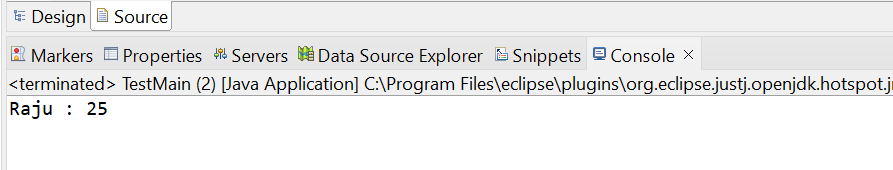 Design Source
Markers Properties Servers Data Source Explorer Snippets Console
<terminated> TestMain (2) [Java Application] C:\Program Files\eclipse\plugins\org.eclipse.justj.openjdk.hotspot.jr
Raju : 25